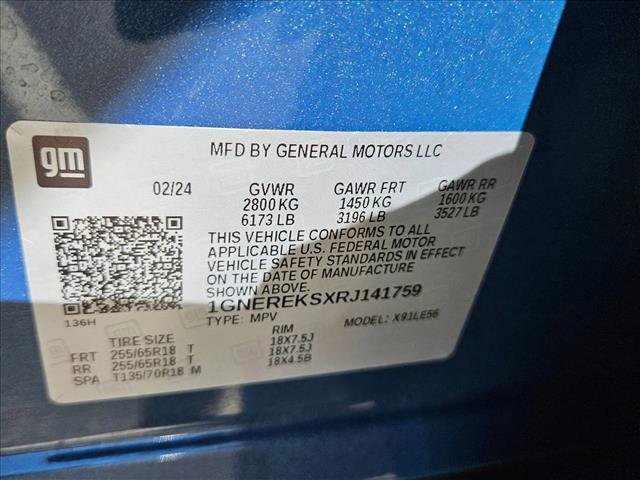 gm
MFD BY GENERAL MOTORS LLC
02/24 GVWR GAWR FRT GAWR RR
2800 KG 1450 KG 1600 KG
6173 LB 3196 LB 3527 LB
THIS VEHICLE CONFORMS TO ALL
APPLICABLE U.S. FEDERAL MOTOR
VEHICLE SAFETY STANDARDS IN EFFECT
ON THE DATE OF MANUFACTURE
SHOWN ABOVE.
1GNEREKSXRJ141759
136H
TYPE: MPV MODEL: X91LE56
TIRE SIZE RIM
FRT 255/65R18 T 18X7.5J
RR 255/65R18 T 18X7.5J
SPA T135/70R18 M 18X4.5B